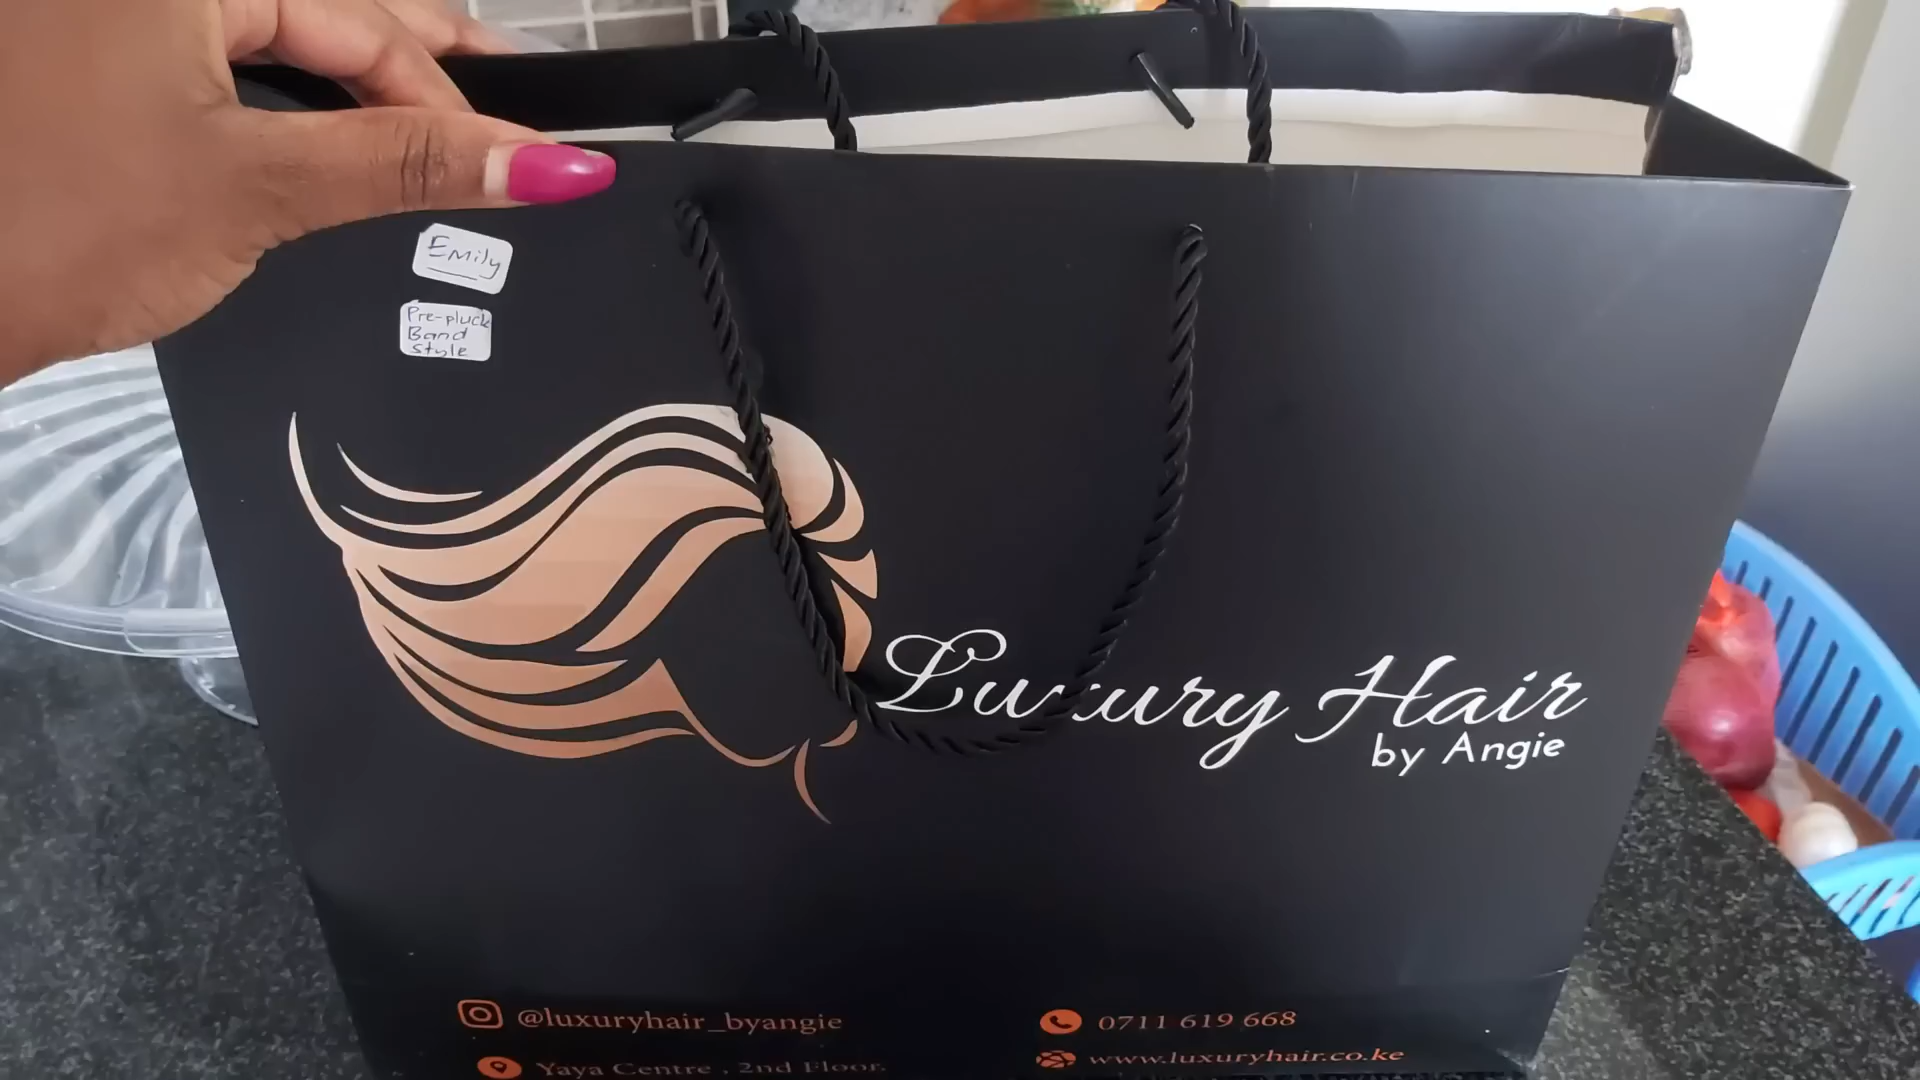 Emily
Pre-pluck
Band
Style
Luxury Hair
by Angie
@luxuryhair_byangie
0711 619 668
Yaya Centre , 2nd Floor.
www.luxuryhair.co.ke